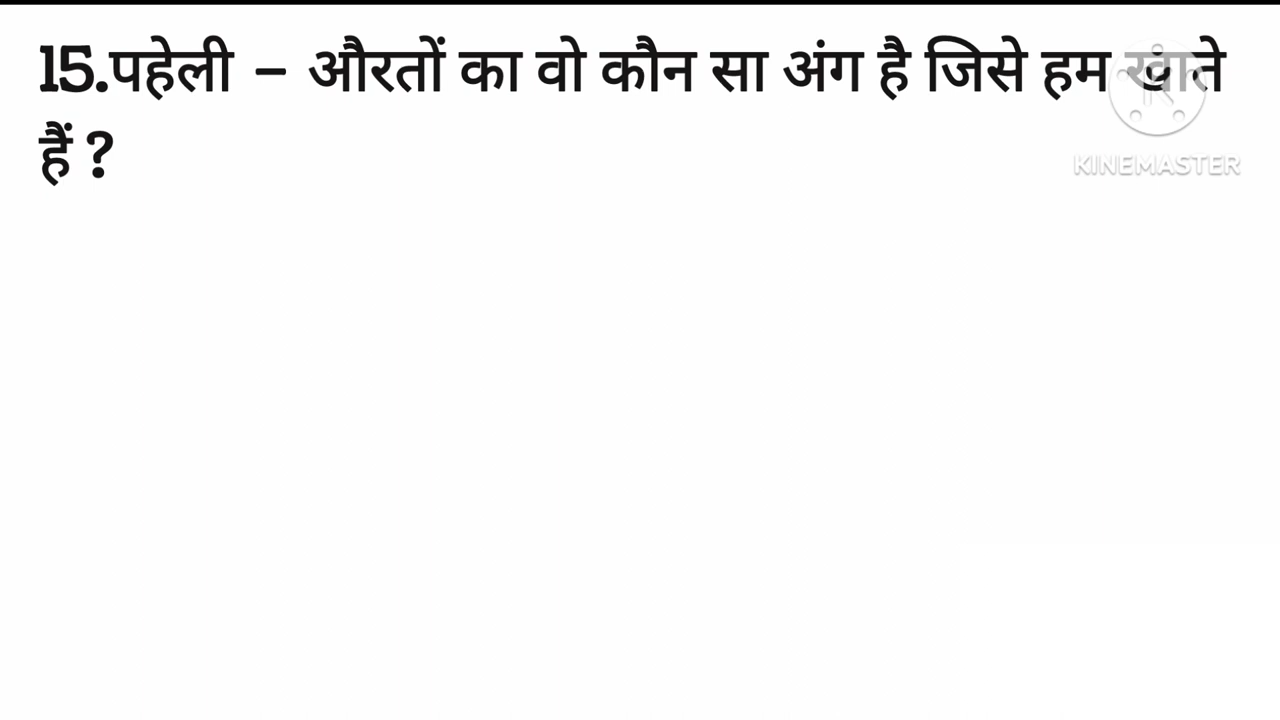 15.पहेली – औरतों का वो कौन सा अंग है जिसे हम खाते
हैं ?
KINEMASTER